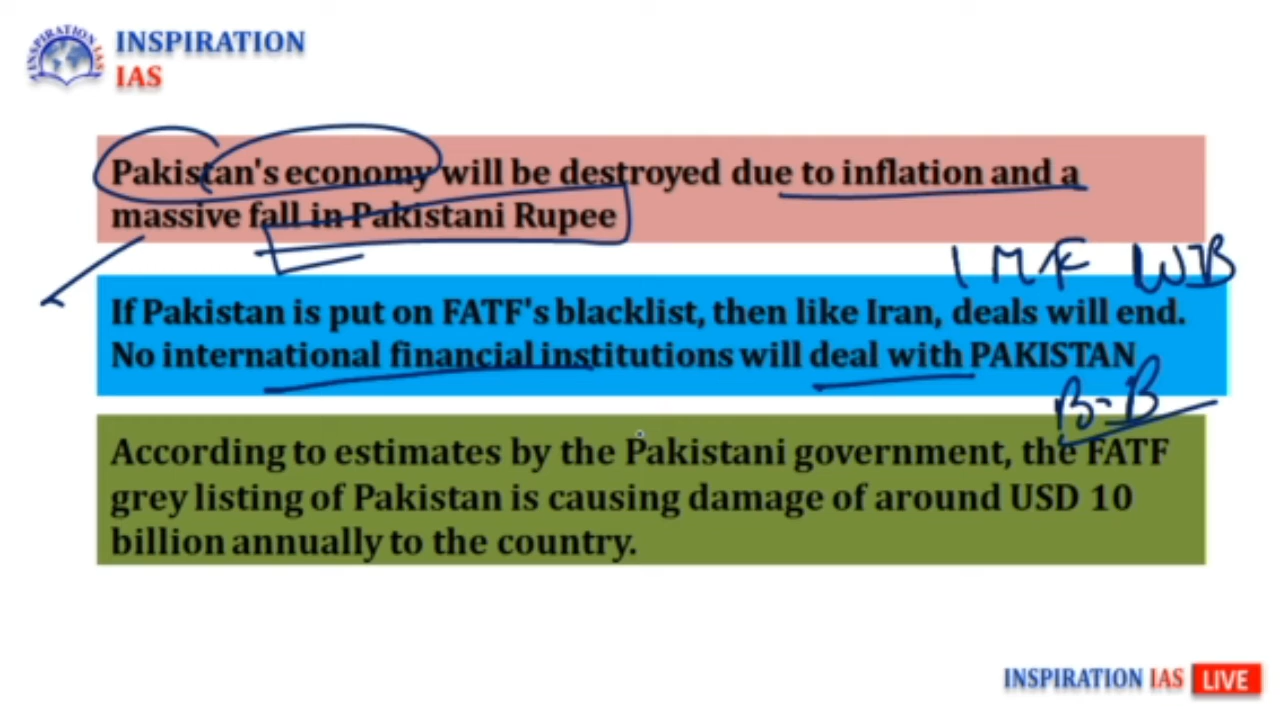 INSPIRATION
IAS
INSPIRATION IAS
Pakistan's economy will be destroyed due to inflation and a
massive fall in Pakistani Rupee
IMF WB
If Pakistan is put on FATF's blacklist, then like Iran, deals will end.
No international financial institutions will deal with PAKISTAN
B-B
According to estimates by the Pakistani government, the FATF
grey listing of Pakistan is causing damage of around USD 10
billion annually to the country.
INSPIRATION IAS LIVE